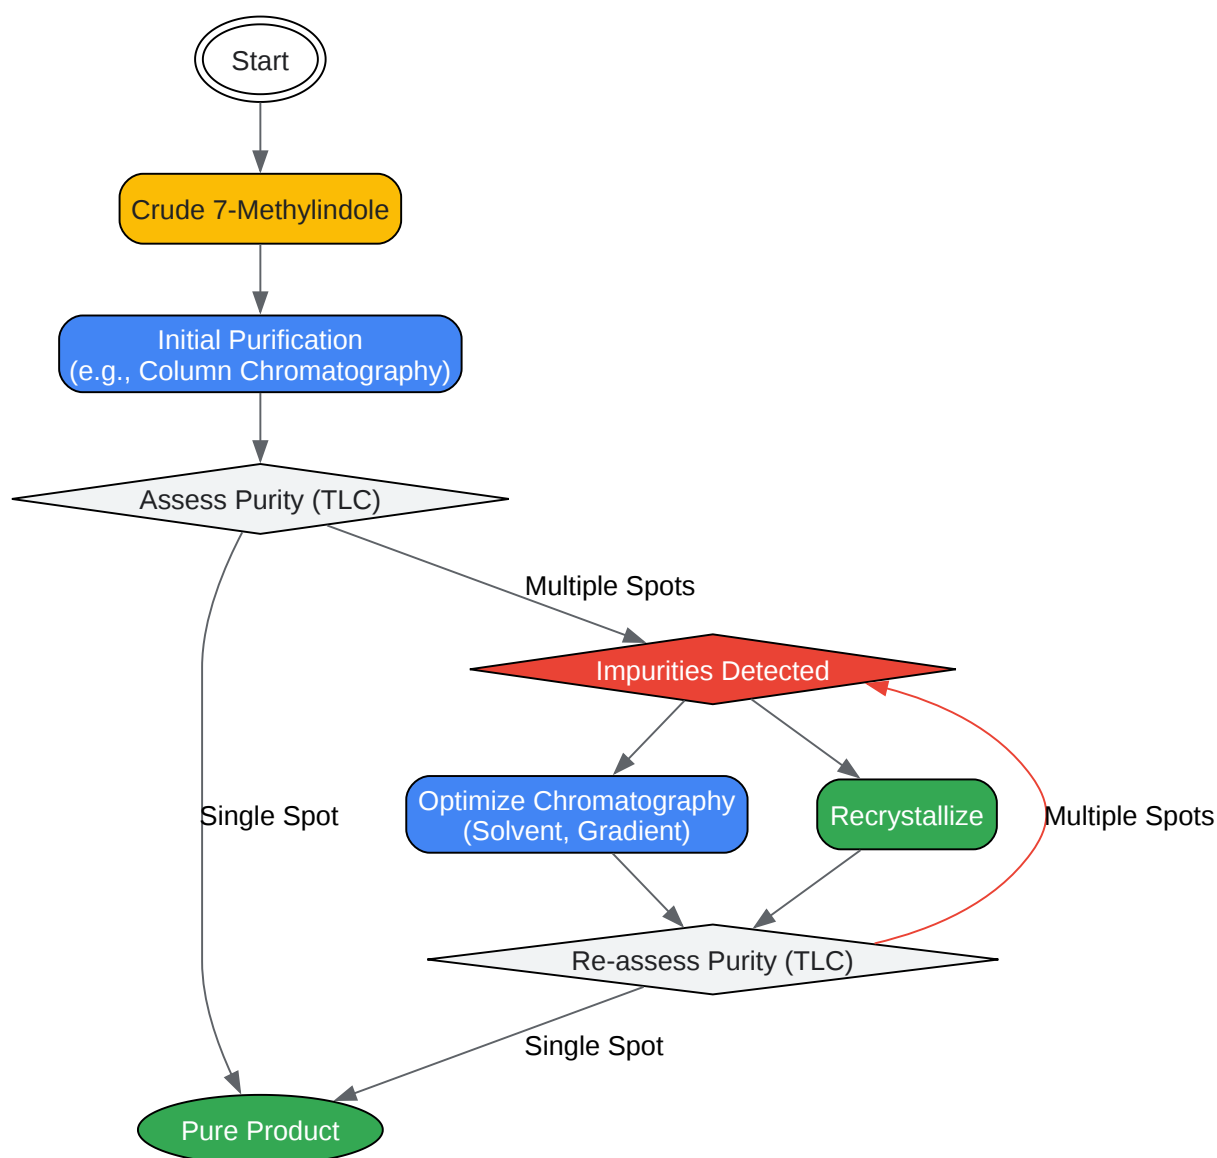 Start
Crude 7-Methylindole
Initial Purification
(e.g., Column Chromatography)
Assess Purity (TLC)
Multiple Spots
Impurities Detected
Single Spot
Optimize Chromatography
(Solvent, Gradient)
Recrystallize
Multiple Spots
Re-assess Purity (TLC)
Single Spot
Pure Product